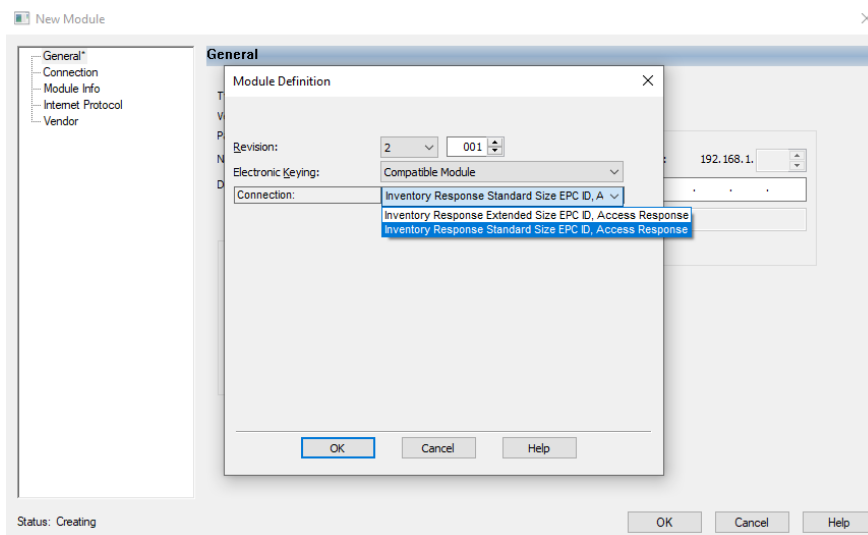 New Module
General*
Connection
Module Info
Internet Protocol
Vendor
General
Module Definition
Revision: 2 001
Electronic Keying: Compatible Module
Connection: Inventory Response Standard Size EPC ID, A
Inventory Response Extended Size EPC ID, Access Response
Inventory Response Standard Size EPC ID, Access Response
192.168.1.
OK Cancel Help
Status: Creating
OK Cancel Help